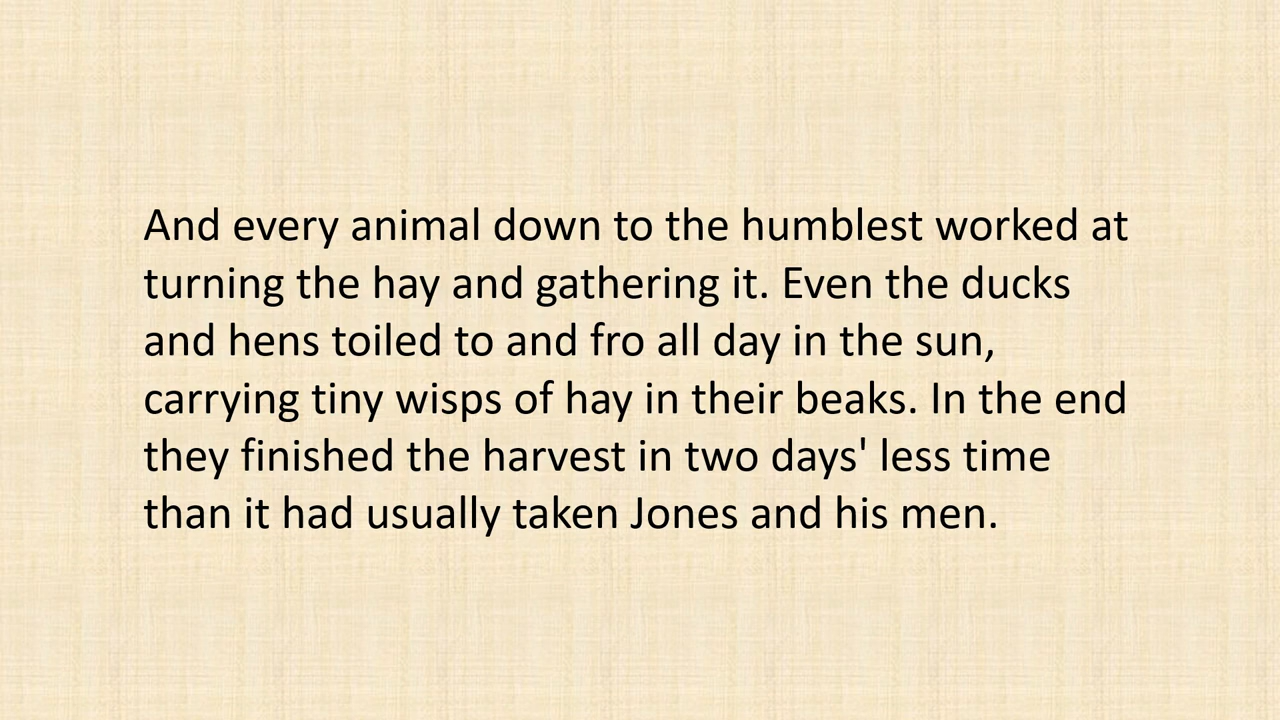 And every animal down to the humblest worked at
turning the hay and gathering it. Even the ducks
and hens toiled to and fro all day in the sun,
carrying tiny wisps of hay in their beaks. In the end
they finished the harvest in two days' less time
than it had usually taken Jones and his men.